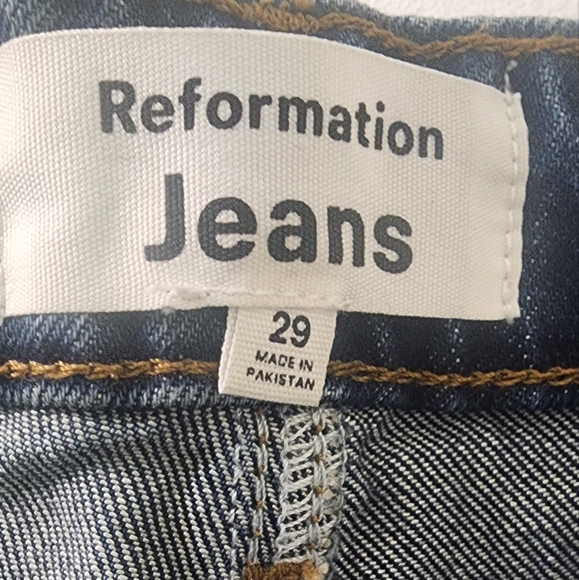 Reformation
Jeans
29
MADE IN
PAKISTAN